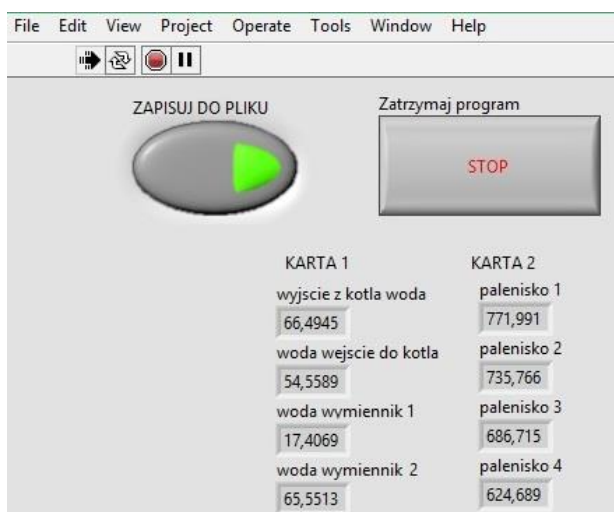 File Edit View Project Operate Tools Window Help
ZAPISUJ DO PLIKU
Zatrzymaj program
STOP
KARTA 1
KARTA 2
wyjscie z kotla woda
palenisko 1
66,4945
771,991
woda wejscie do kotla
palenisko 2
54,5589
735,766
woda wymiennik 1
palenisko 3
17,4069
686,715
woda wymiennik 2
palenisko 4
65,5513
624,689